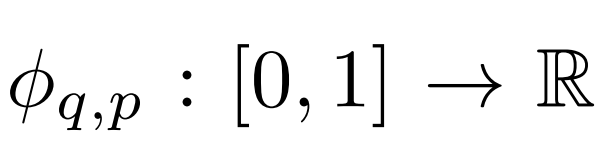 ϕ_{q,p} : [0, 1] → ℝ